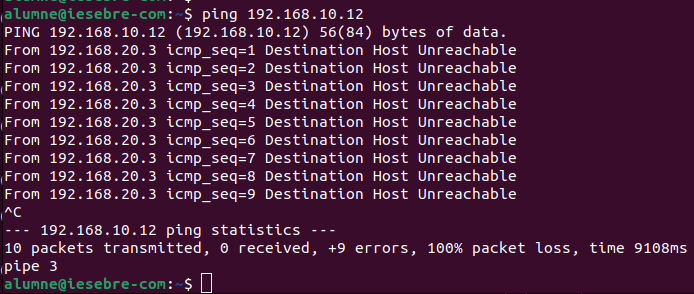 alumne@iesebre-com:~$ ping 192.168.10.12
PING 192.168.10.12 (192.168.10.12) 56(84) bytes of data.
From 192.168.20.3 icmp_seq=1 Destination Host Unreachable
From 192.168.20.3 icmp_seq=2 Destination Host Unreachable
From 192.168.20.3 icmp_seq=3 Destination Host Unreachable
From 192.168.20.3 icmp_seq=4 Destination Host Unreachable
From 192.168.20.3 icmp_seq=5 Destination Host Unreachable
From 192.168.20.3 icmp_seq=6 Destination Host Unreachable
From 192.168.20.3 icmp_seq=7 Destination Host Unreachable
From 192.168.20.3 icmp_seq=8 Destination Host Unreachable
From 192.168.20.3 icmp_seq=9 Destination Host Unreachable
^C
--- 192.168.10.12 ping statistics ---
10 packets transmitted, 0 received, +9 errors, 100% packet loss, time 9108ms
pipe 3
alumne@iesebre-com:~$